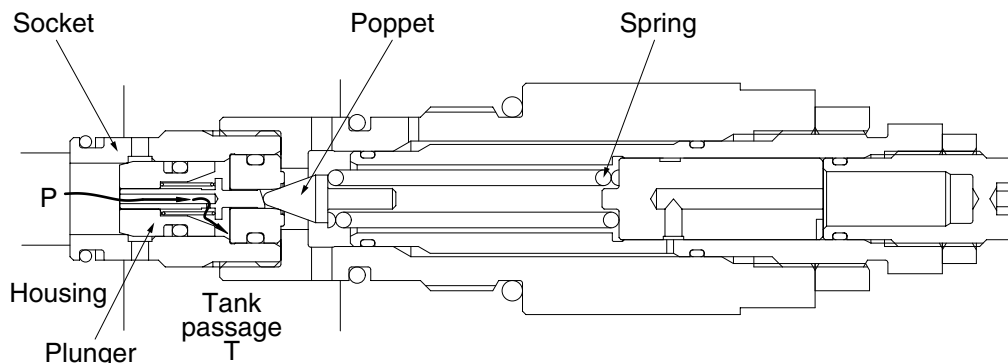 Socket
Poppet
Spring
P
Housing
Tank
passage
T
Plunger